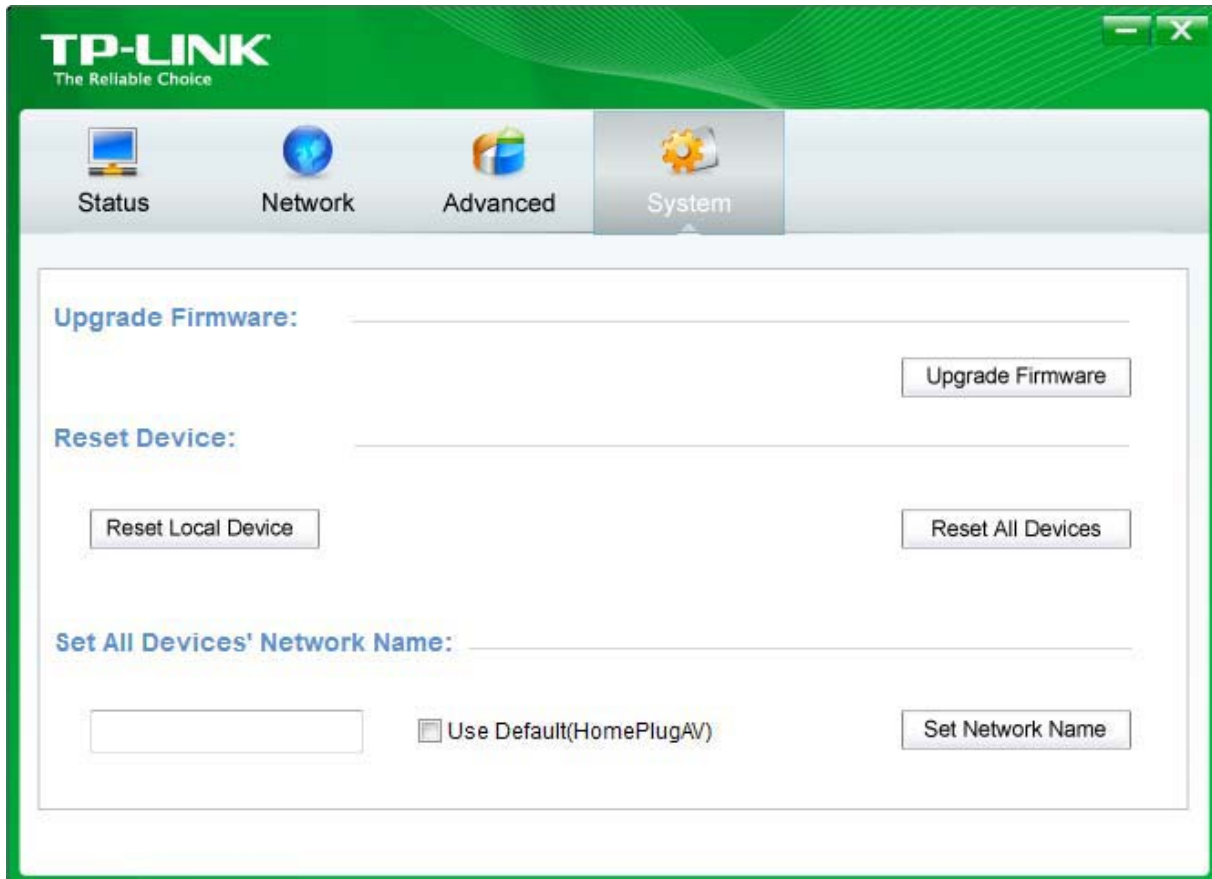 TP-LINK
The Reliable Choice
Status Network Advanced System
Upgrade Firmware:
Upgrade Firmware
Reset Device:
Reset Local Device Reset All Devices
Set All Devices' Network Name:
Use Default(HomePlugAV) Set Network Name